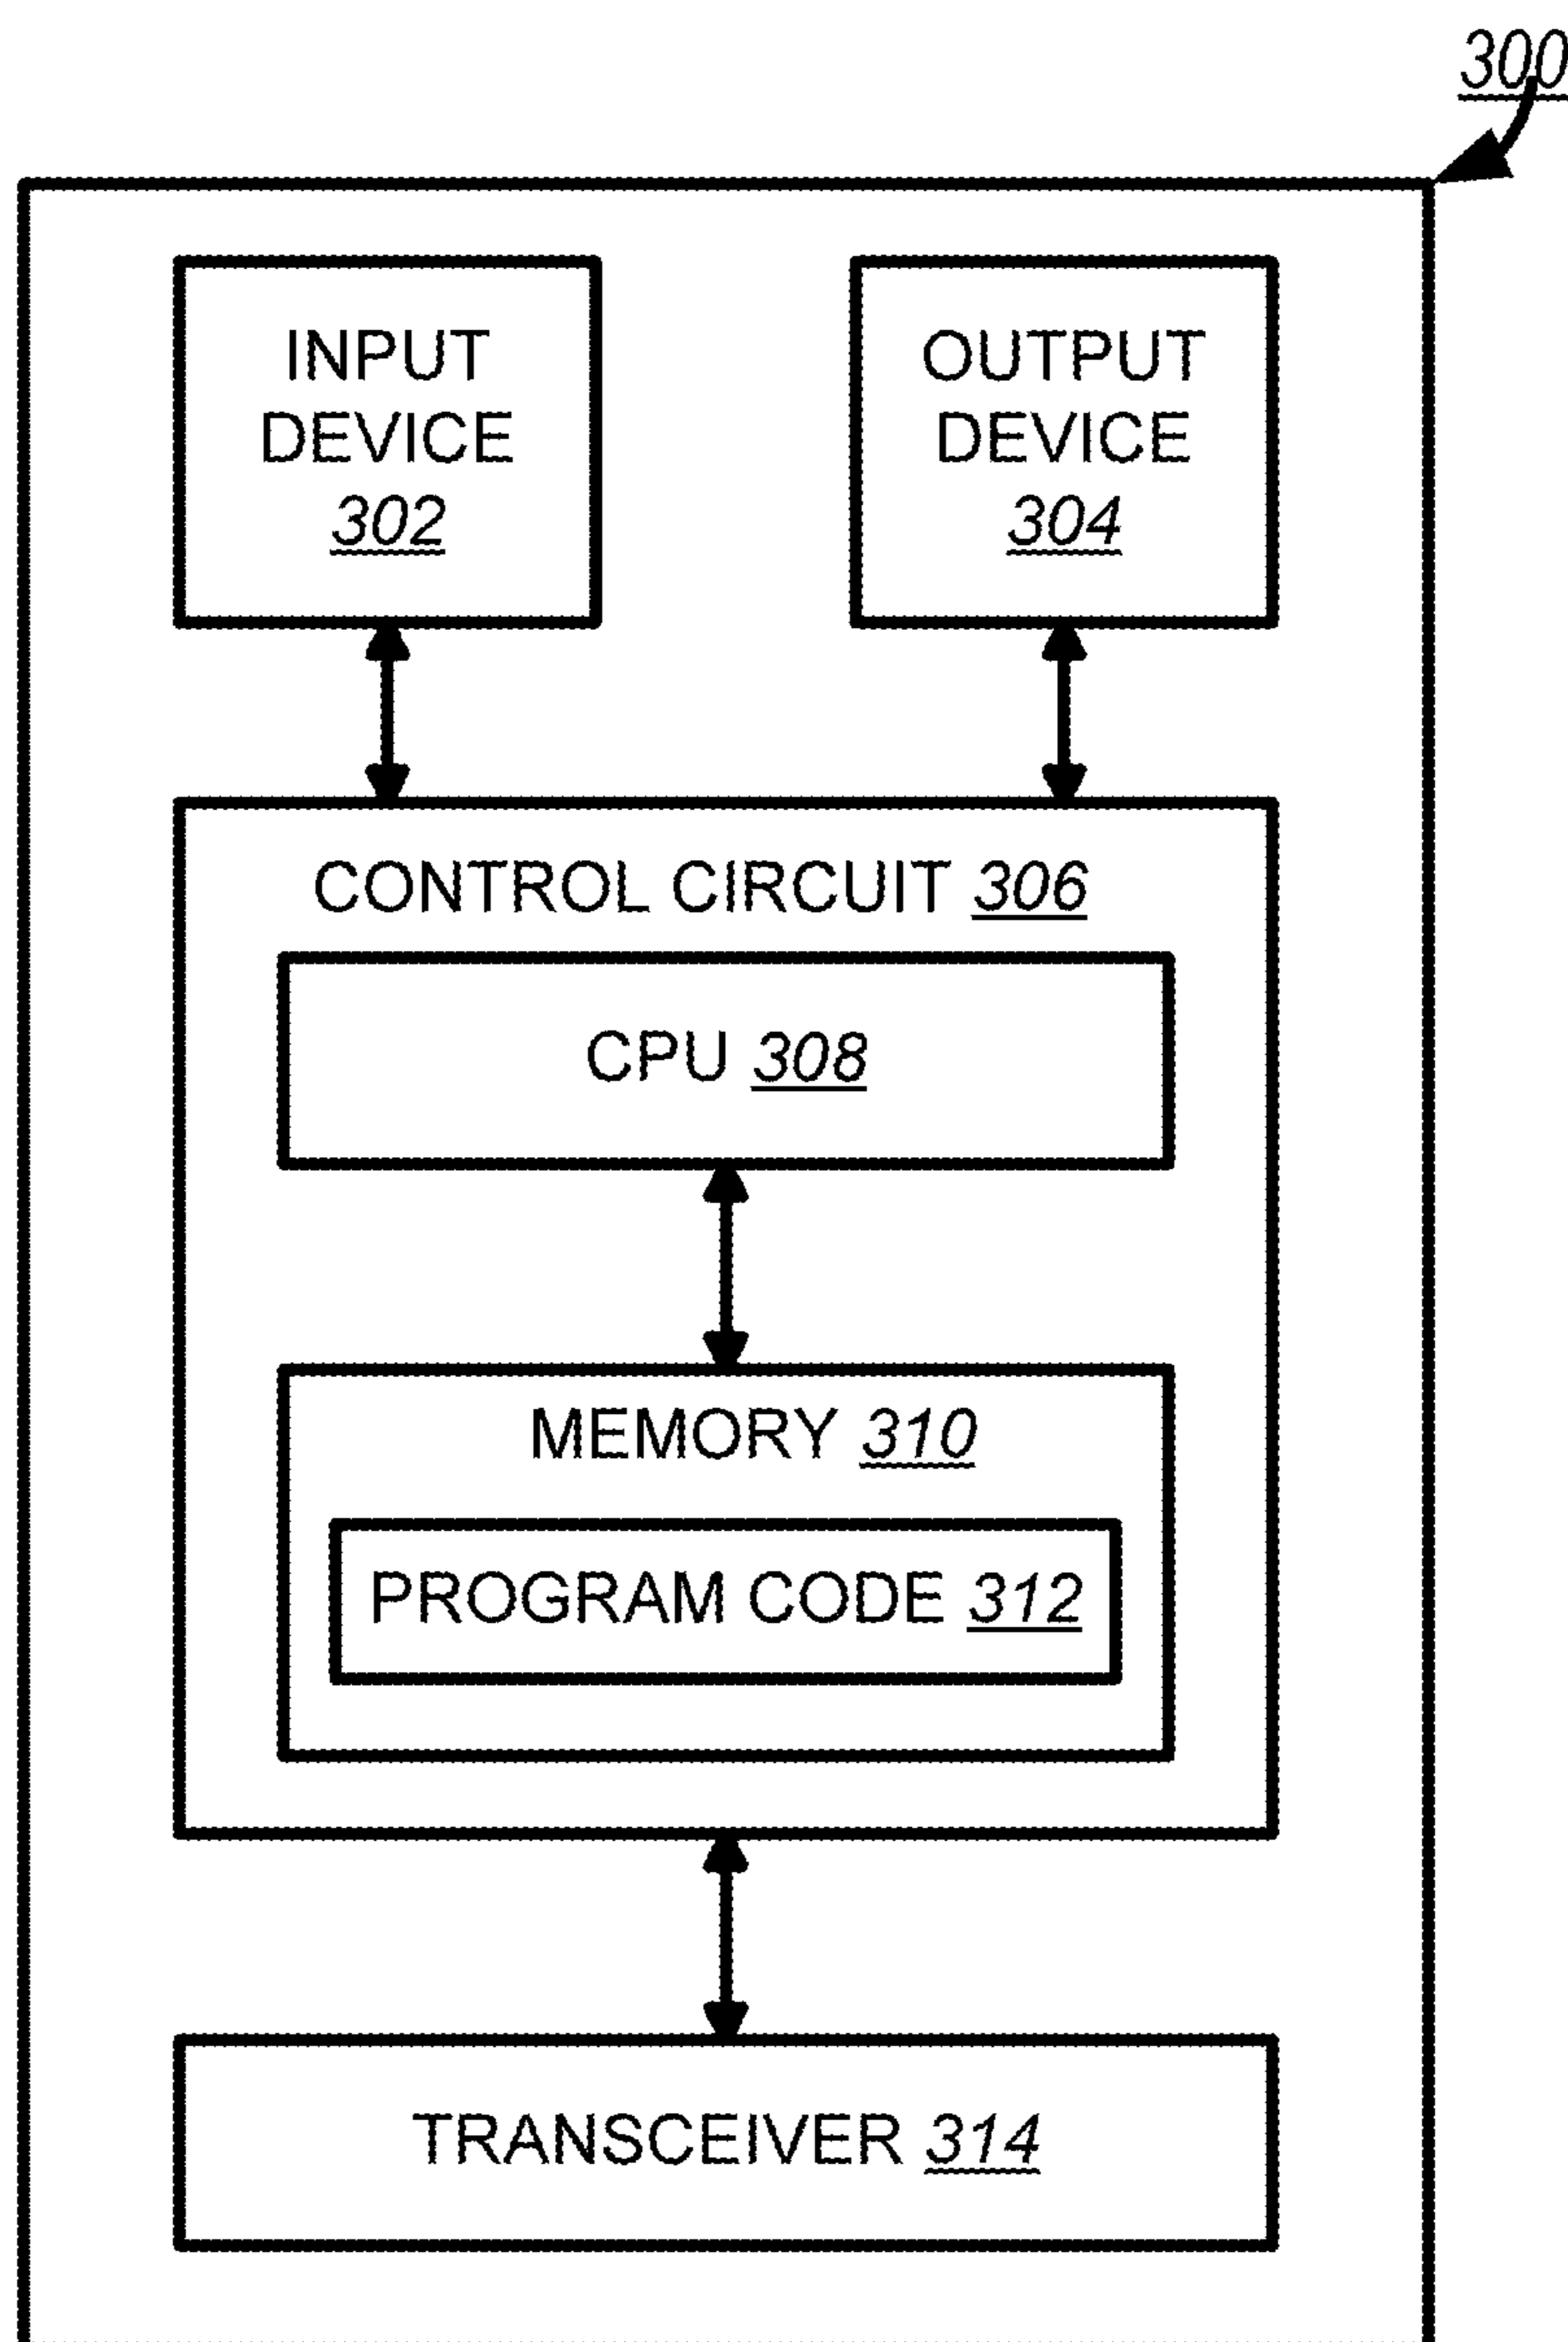 300
INPUT
DEVICE
302
OUTPUT
DEVICE
304
CONTROL CIRCUIT 306
CPU 308
MEMORY 310
PROGRAM CODE 312
TRANSCEIVER 314